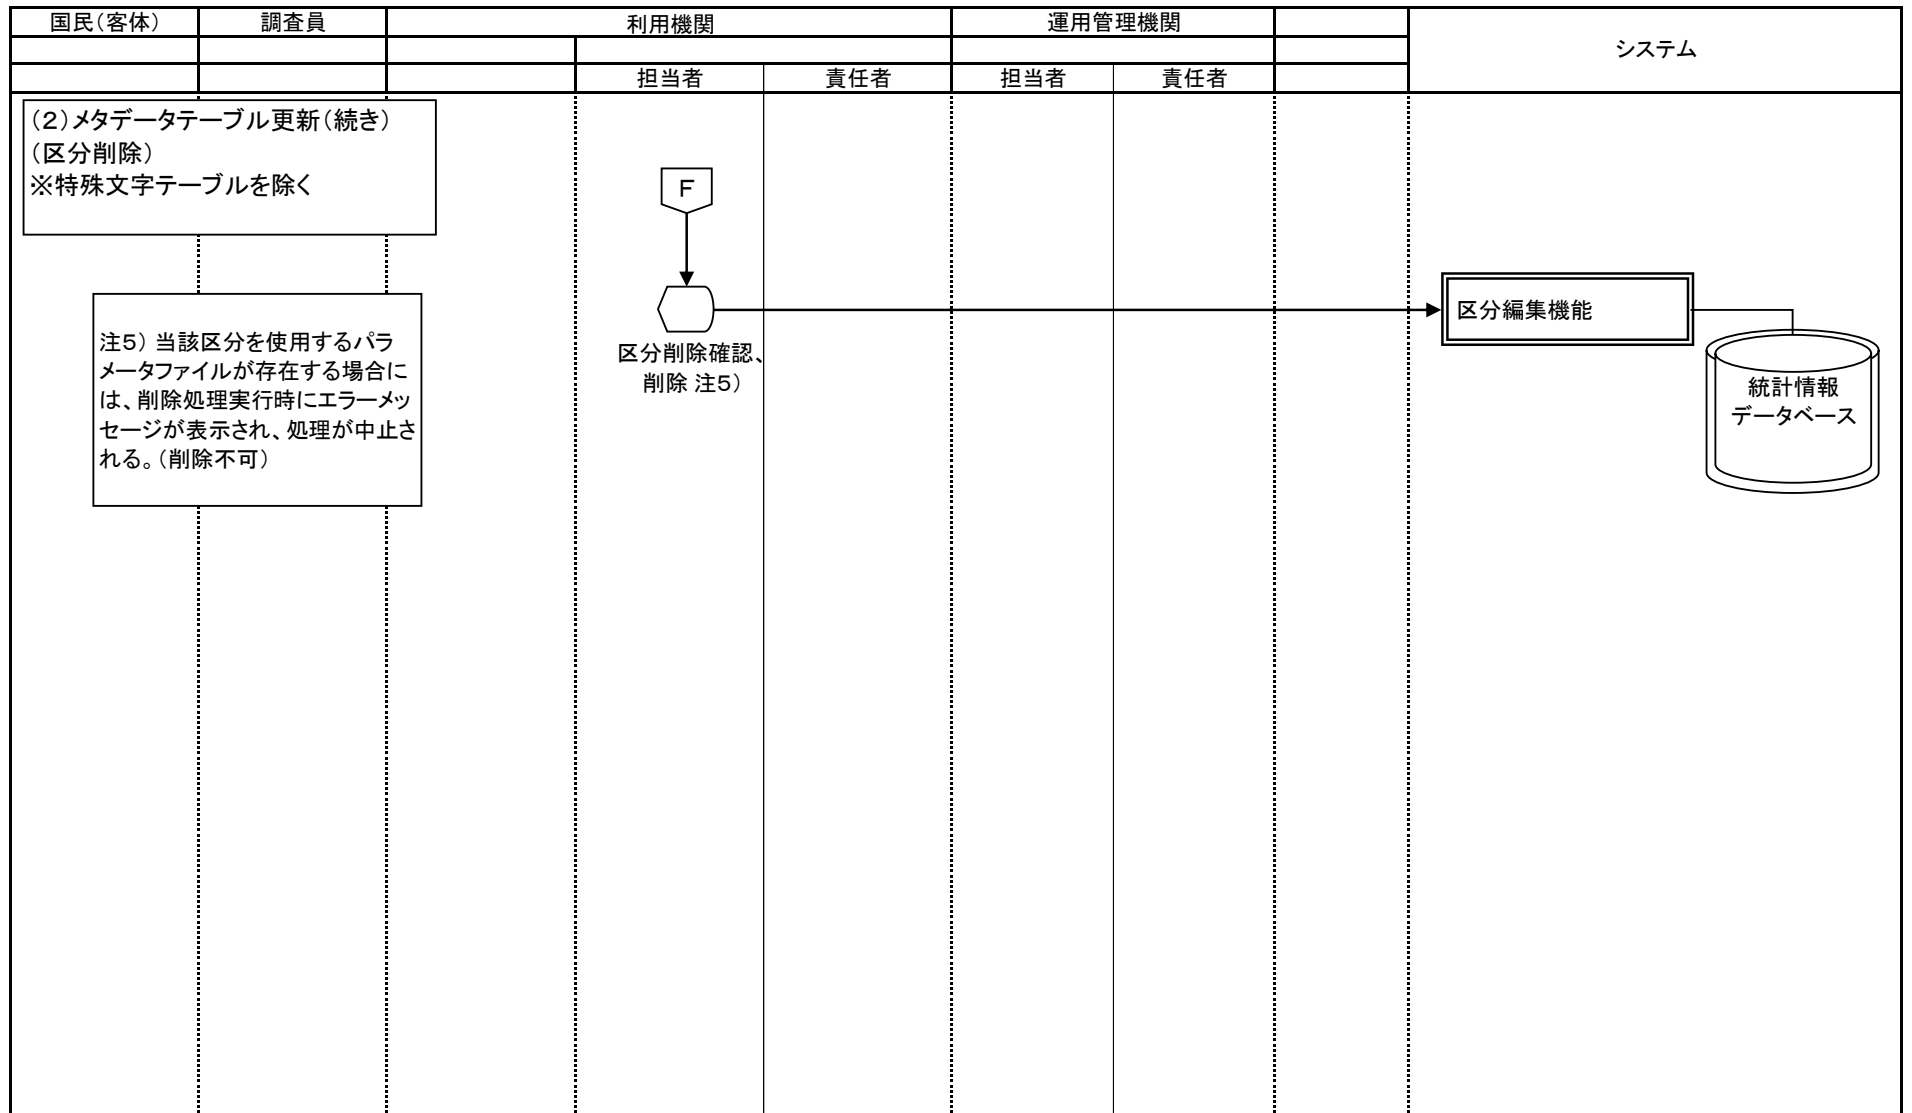 国民（客体）
調査員
利用機関
運用管理機関
システム
担当者
責任者
担当者
責任者
（２）メタデータテーブル更新（続き）
（区分削除）
※特殊文字テーブルを除く
Ｆ
区分編集機能
注５） 当該区分を使用するパラ
メータファイルが存在する場合に
は、削除処理実行時にエラーメッ
セージが表示され、処理が中止さ
れる。（削除不可）
区分削除確認、
削除 注５）
統計情報
データベース